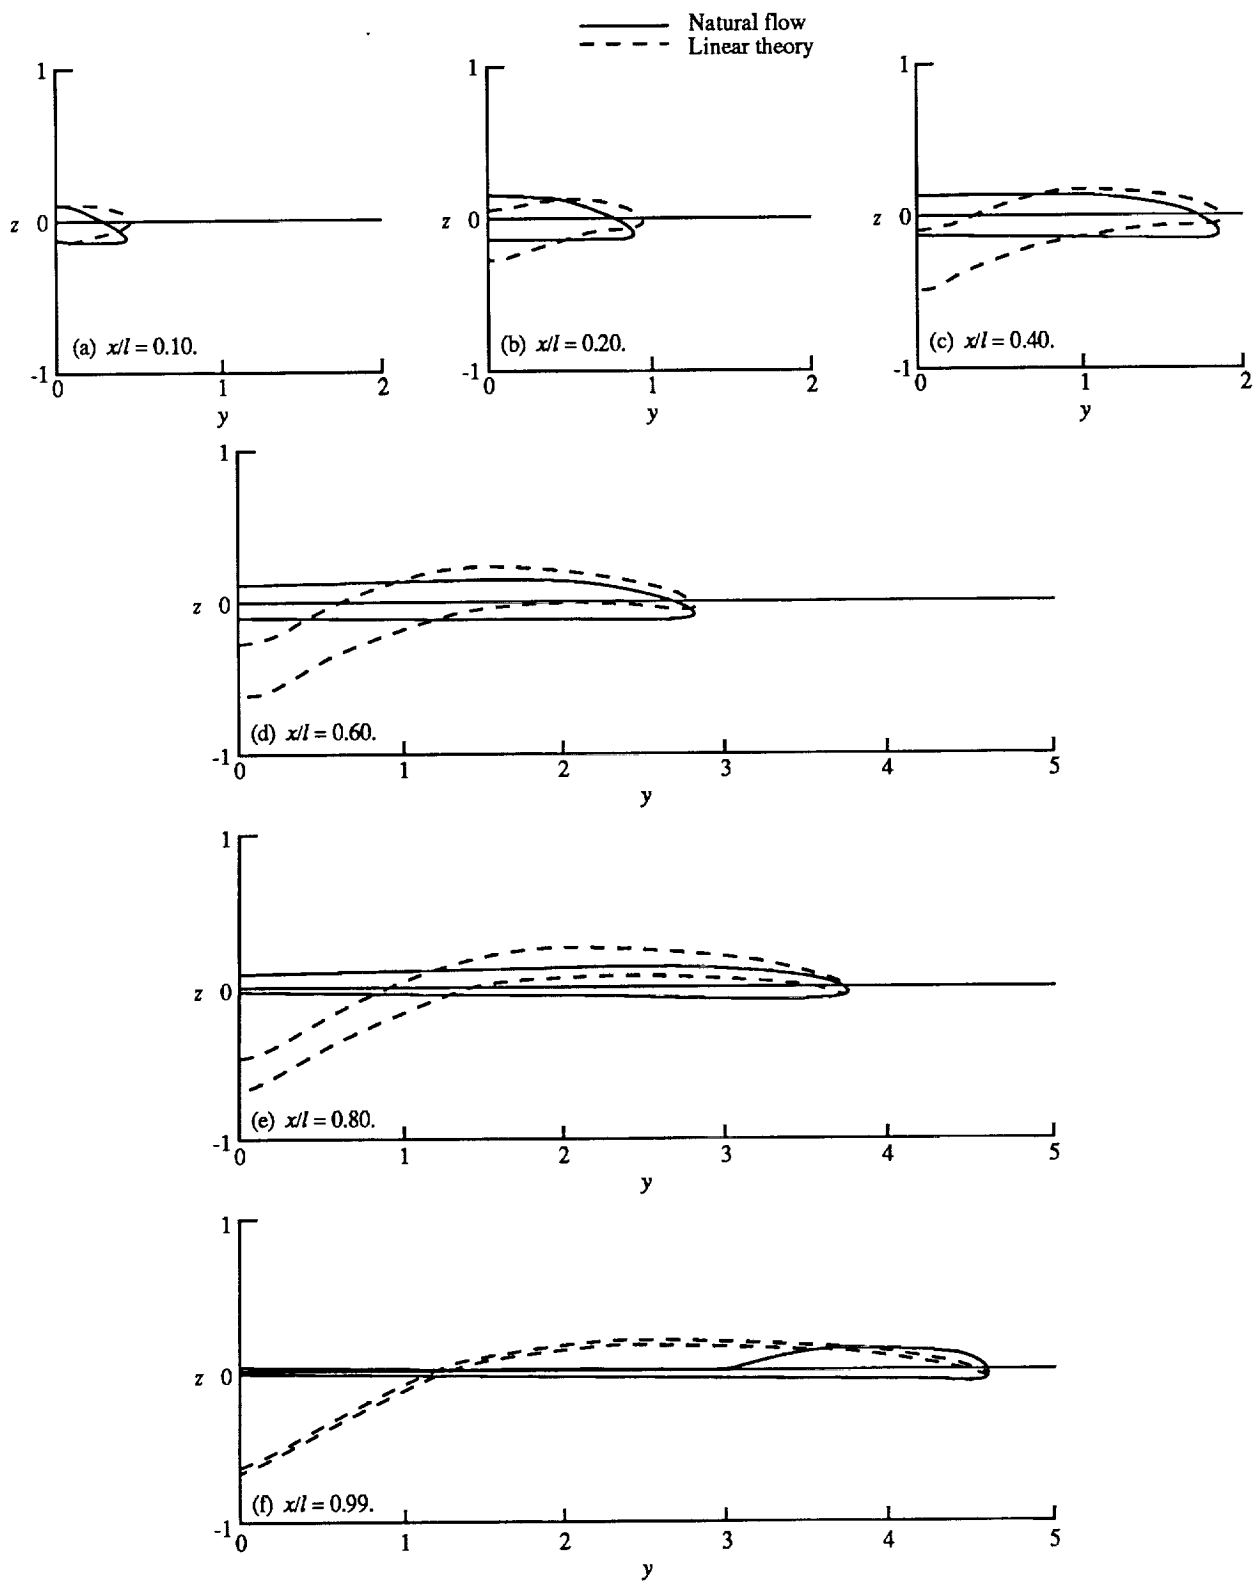 Natural flow
Linear theory
1
z 0
-1
0 1 2
y
(a) x/l = 0.10.
1
z 0
-1
0 1 2
y
(b) x/l = 0.20.
1
z 0
-1
0 1 2
y
(c) x/l = 0.40.
1
z 0
-1
0 1 2 3 4 5
y
(d) x/l = 0.60.
1
z 0
-1
0 1 2 3 4 5
y
(e) x/l = 0.80.
1
z 0
-1
0 1 2 3 4 5
y
(f) x/l = 0.99.